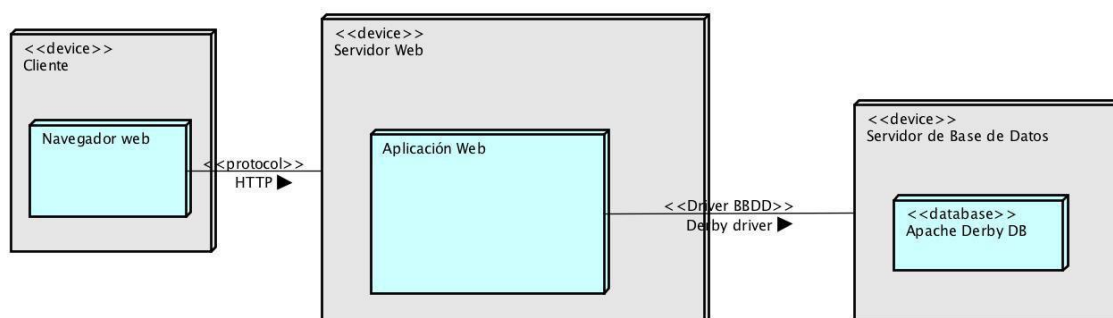 <<device>>
Cliente
Navegador web
<<protocol>>
HTTP
<<device>>
Servidor Web
Aplicación Web
<<Driver BBDD>>
Derby driver
<<device>>
Servidor de Base de Datos
<<database>>
Apache Derby DB